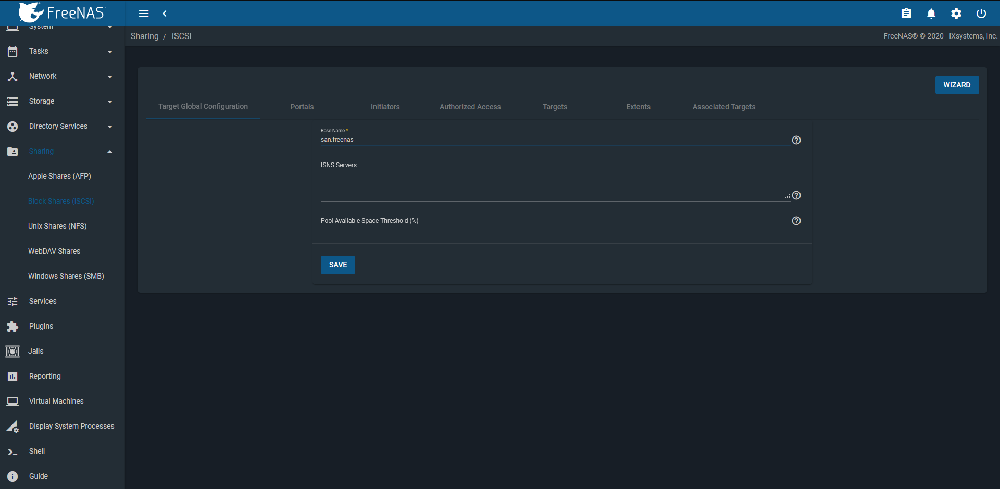 FreeNAS™
System
Tasks
Network
Storage
Directory Services
Sharing
Apple Shares (AFP)
Block Shares (iSCSI)
Unix Shares (NFS)
WebDAV Shares
Windows Shares (SMB)
Services
Plugins
Jails
Reporting
Virtual Machines
Display System Processes
Shell
Guide
Sharing / iSCSI
FreeNAS® © 2020 - iXsystems, Inc.
WIZARD
Target Global Configuration Portals Initiators Authorized Access Targets Extents Associated Targets
Base Name *
san.freenas
ISNS Servers
Pool Available Space Threshold (%)
SAVE